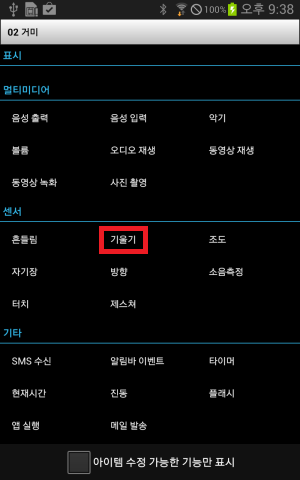 100% 오후 9:38
02 거미
표시
멀티미디어
음성 출력 음성 입력 악기
볼륨 오디오 재생 동영상 재생
동영상 녹화 사진 촬영
센서
흔들림 기울기 조도
자기장 방향 소음측정
터치 제스쳐
기타
SMS 수신 알림바 이벤트 타이머
현재시간 진동 플래시
앱 실행 메일 발송
아이템 수정 가능한 기능만 표시